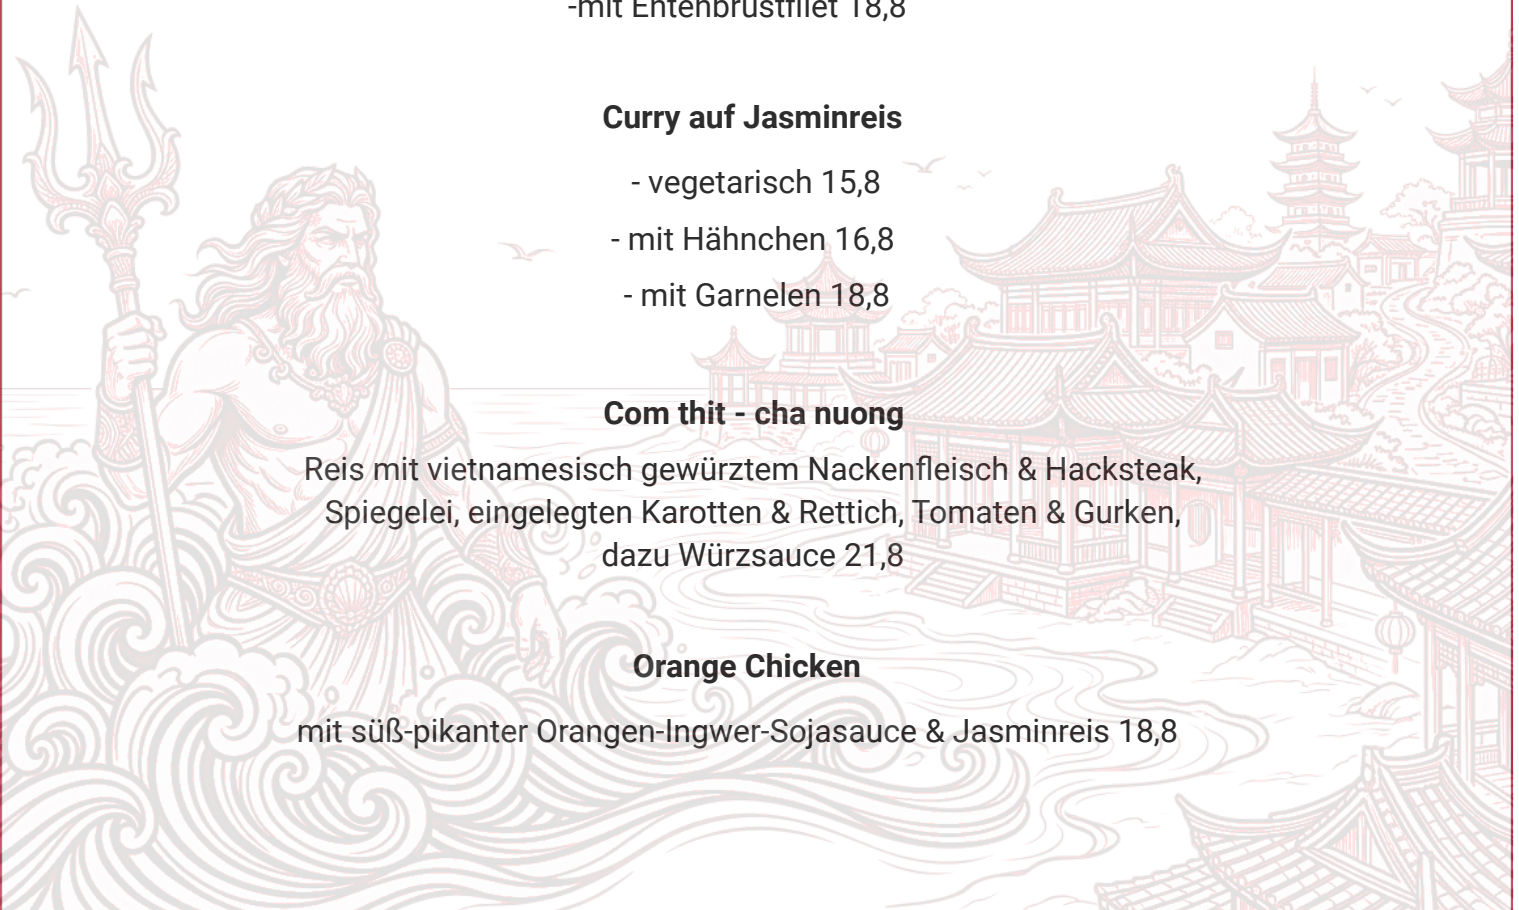 -mit Entenbrustfilet 18,8
Curry auf Jasminreis
- vegetarisch 15,8
- mit Hähnchen 16,8
- mit Garnelen 18,8
Com thit - cha nuong
Reis mit vietnamesisch gewürztem Nackenfleisch & Hacksteak,
Spiegelei, eingelegten Karotten & Rettich, Tomaten & Gurken,
dazu Würzsauce 21,8
Orange Chicken
mit süß-pikanter Orangen-Ingwer-Sojasauce & Jasminreis 18,8